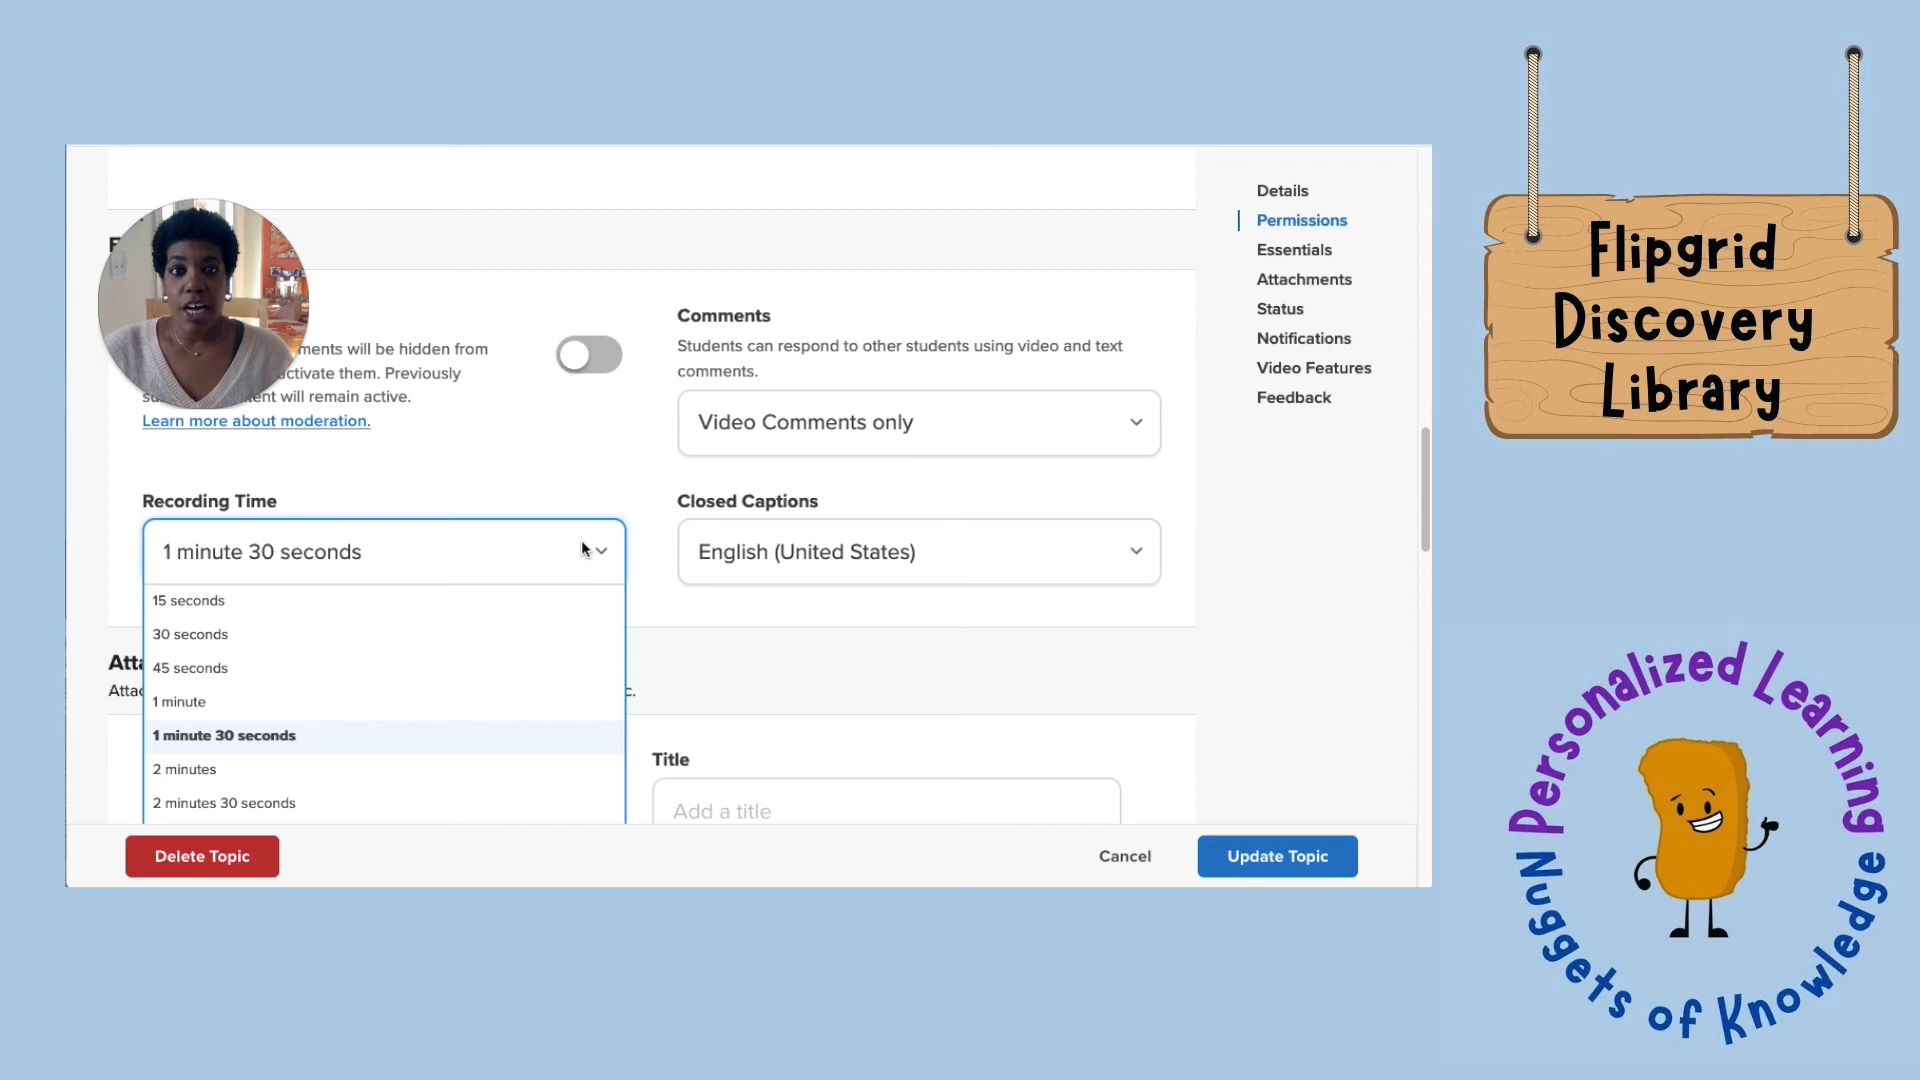 ments will be hidden from
activate them. Previously
ent will remain active.
Learn more about moderation.
Comments
Students can respond to other students using video and text
comments.
Video Comments only
Recording Time
1 minute 30 seconds
15 seconds
30 seconds
45 seconds
1 minute
1 minute 30 seconds
2 minutes
2 minutes 30 seconds
Closed Captions
English (United States)
Atta
Attac
c.
Title
Add a title
Delete Topic
Cancel
Update Topic
Details
Permissions
Essentials
Attachments
Status
Notifications
Video Features
Feedback
Flipgrid
Discovery
Library
Personalized Learning
Nuggets of Knowledge